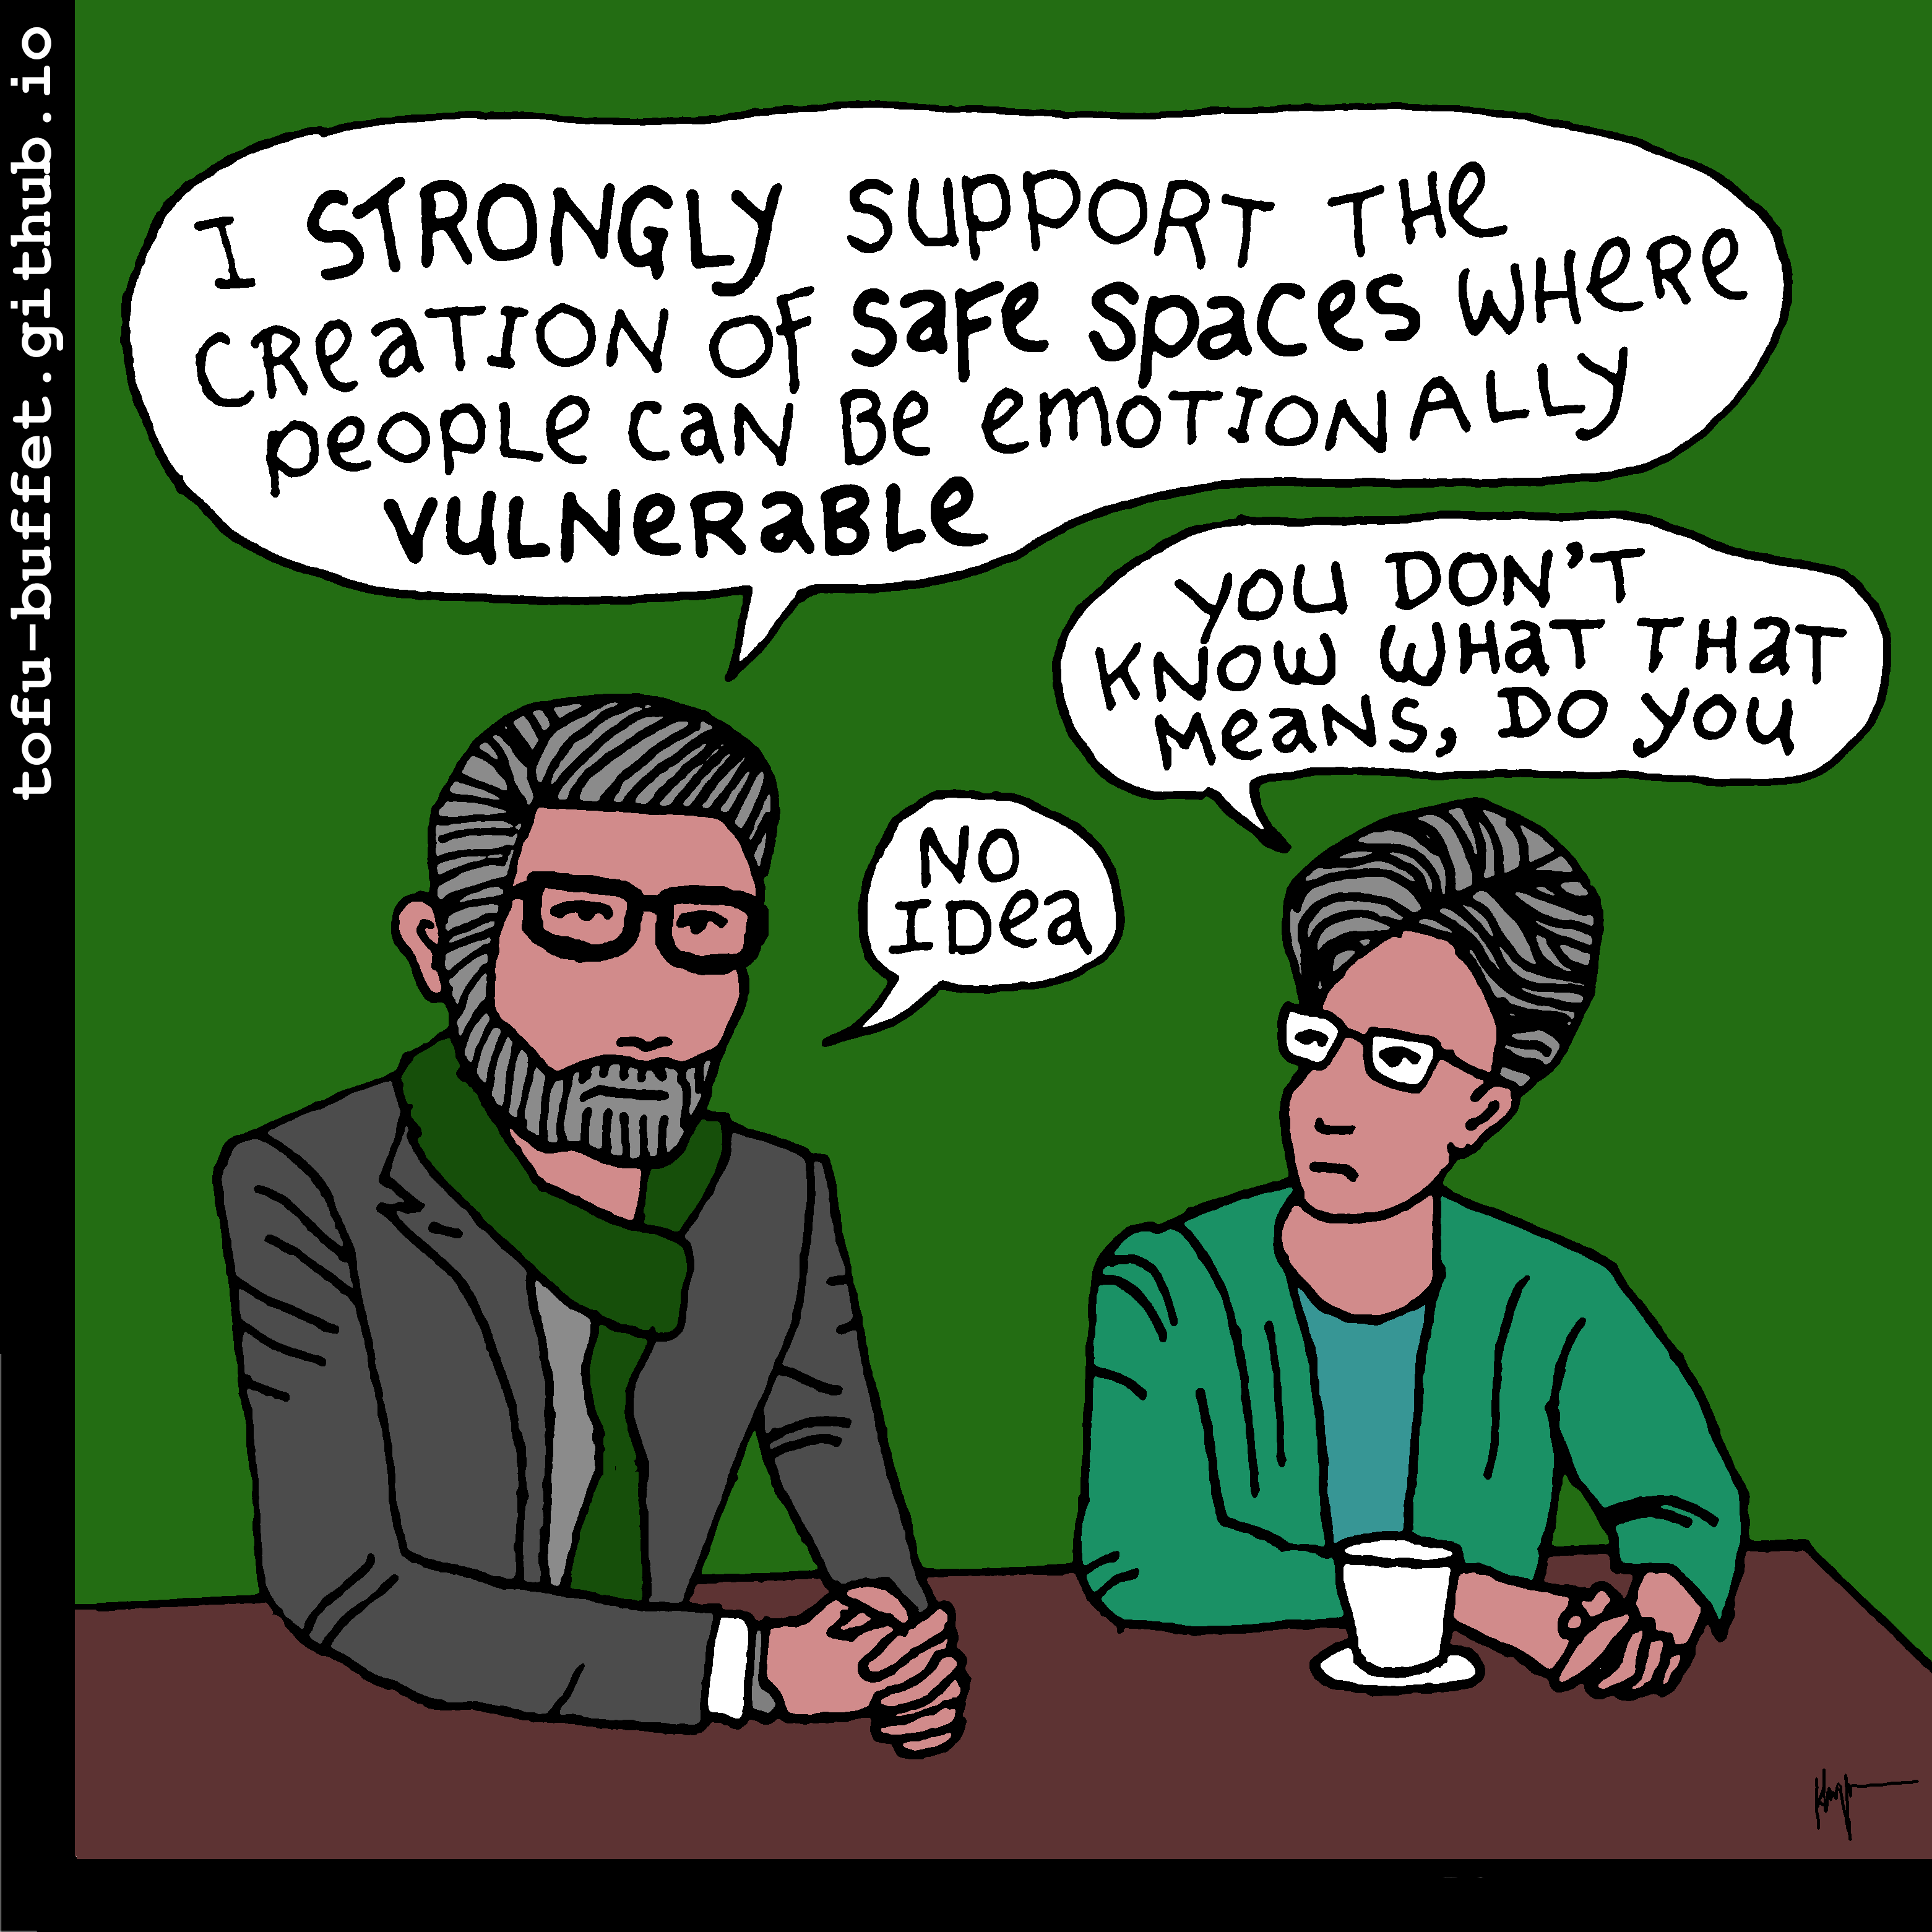 tofu-buffet.github.io
I STRONGLY SUPPORT THE
CREATION OF SAFE SPACES WHERE
PEOPLE CAN BE EMOTIONALLY
VULNERABLE
YOU DON'T
KNOW WHAT THAT
MEANS, DO YOU
NO
IDEA